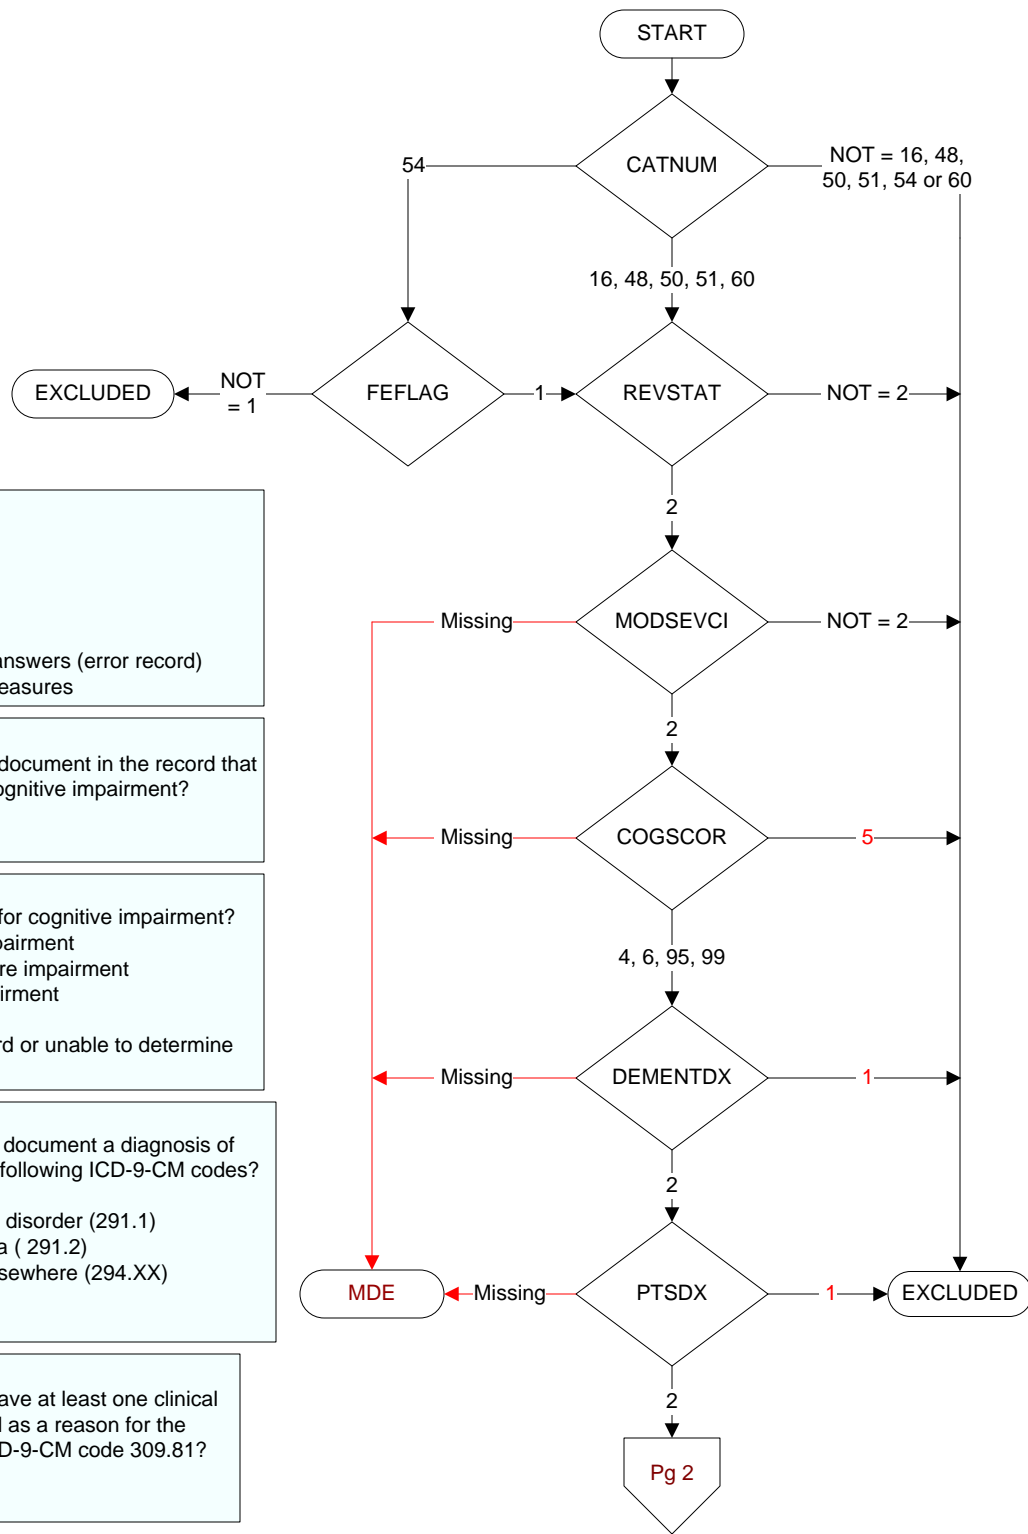 START
CATNUM
54
NOT = 16, 48,
50, 51, 54 or 60
16, 48, 50, 51, 60
EXCLUDED
NOT
= 1
FEFLAG
1
REVSTAT
NOT = 2
2
answers (error record)
easures
Missing
MODSEVCI
NOT = 2
2
document in the record that
ognitive impairment?
Missing
COGSCOR
5
for cognitive impairment?
pairment
re impairment
irment
rd or unable to determine
4, 6, 95, 99
Missing
DEMENTDX
1
document a diagnosis of
following ICD-9-CM codes?
disorder (291.1)
a ( 291.2)
sewhere (294.XX)
2
MDE
Missing
PTSDX
1
EXCLUDED
ave at least one clinical
d as a reason for the
D-9-CM code 309.81?
2
Pg 2